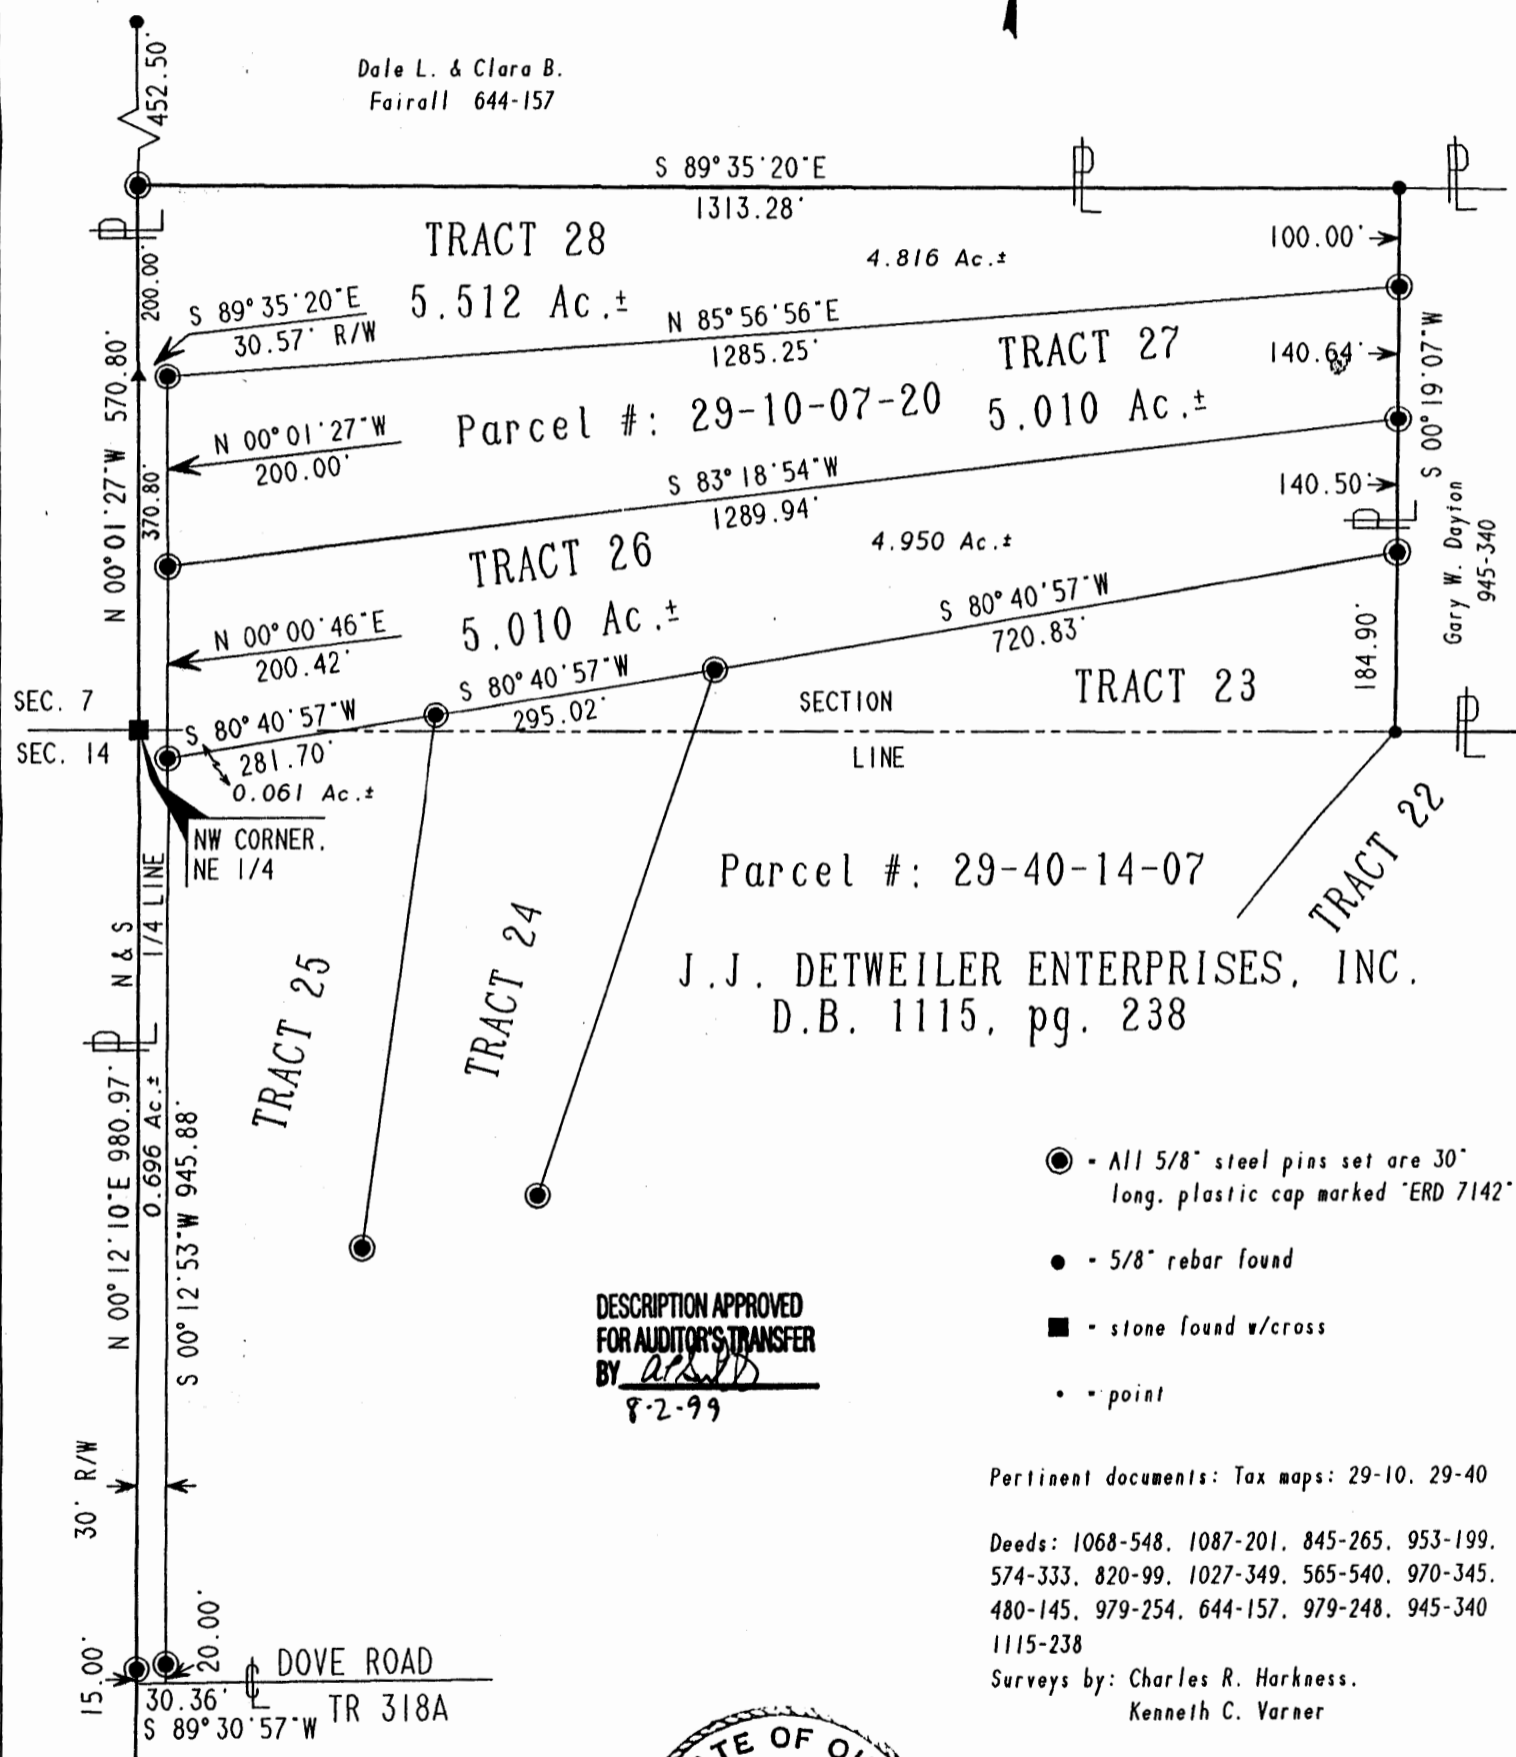 452.50'
Dale L. & Clara B.
Fairall 644-157
S 89°35'20"E
1313.28'
TRACT 28
4.816 Ac.±
5.512 Ac.±
100.00'
200.00'
S 89°35'20"E
30.57' R/W
N 85°56'56"E
1285.25'
TRACT 27
140.64'
S 00°19'07"W
N 00°01'27"W 570.80'
370.80'
Parcel #: 29-10-07-20
5.010 Ac.±
N 00°01'27"W
200.00'
S 83°18'54"W
1289.94'
140.50'
Gary W. Dayton
945-340
TRACT 26
4.950 Ac.±
5.010 Ac.±
N 00°00'46"E
200.42'
S 80°40'57"W
720.83'
184.90'
S 80°40'57"W
295.02'
TRACT 23
SEC. 7
SEC. 14
SECTION
LINE
S 80°40'57"W
281.70'
0.061 Ac.±
NW CORNER,
NE 1/4
N & S
1/4 LINE
Parcel #: 29-40-14-07
TRACT 22
TRACT 25
TRACT 24
J.J. DETWEILER ENTERPRISES, INC.
D.B. 1115, pg. 238
N 00°12'10"E 980.97'
0.696 Ac.±
S 00°12'53"W 945.88'
- All 5/8" steel pins set are 30"
long, plastic cap marked "ERD 7142"
- 5/8" rebar found
- stone found w/cross
- point
DESCRIPTION APPROVED
FOR AUDITOR'S TRANSFER
BY
8-2-99
Pertinent documents: Tax maps: 29-10, 29-40
Deeds: 1068-548, 1087-201, 845-265, 953-199,
574-333, 820-99, 1027-349, 565-540, 970-345,
480-145, 979-254, 644-157, 979-248, 945-340
1115-238
Surveys by: Charles R. Harkness,
Kenneth C. Varner
30' R/W
15.00'
20.00'
30.36'
S 89°30'57"W
DOVE ROAD
TR 318A
OF